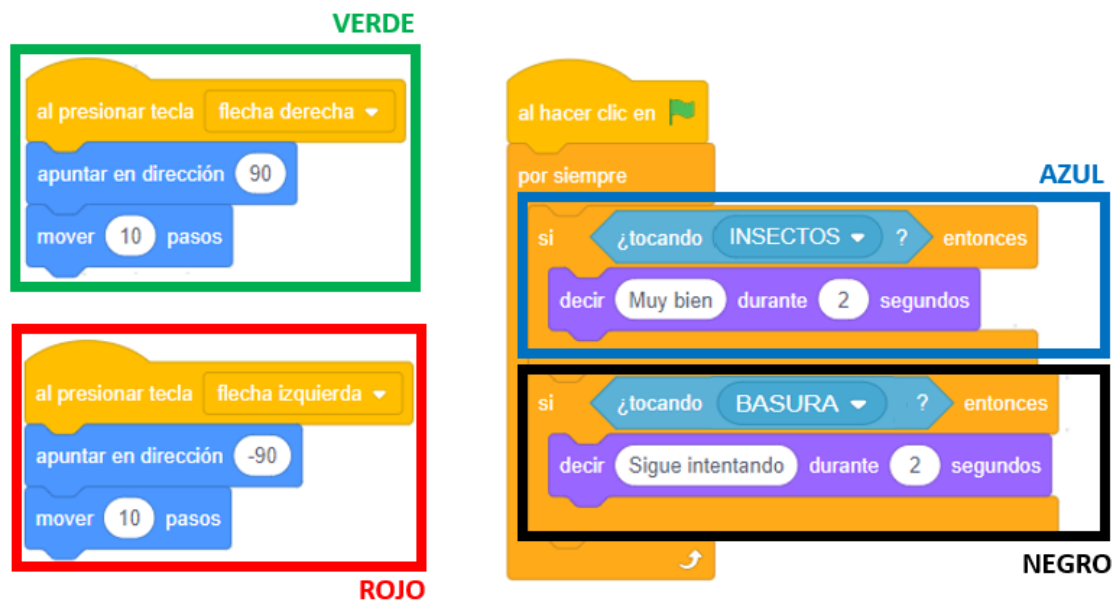 VERDE
al presionar tecla flecha derecha
apuntar en dirección 90
mover 10 pasos
al presionar tecla flecha izquierda
apuntar en dirección -90
mover 10 pasos
ROJO
al hacer clic en
por siempre
AZUL
si ¿tocando INSECTOS ? entonces
decir Muy bien durante 2 segundos
si ¿tocando BASURA ? entonces
decir Sigue intentando durante 2 segundos
NEGRO